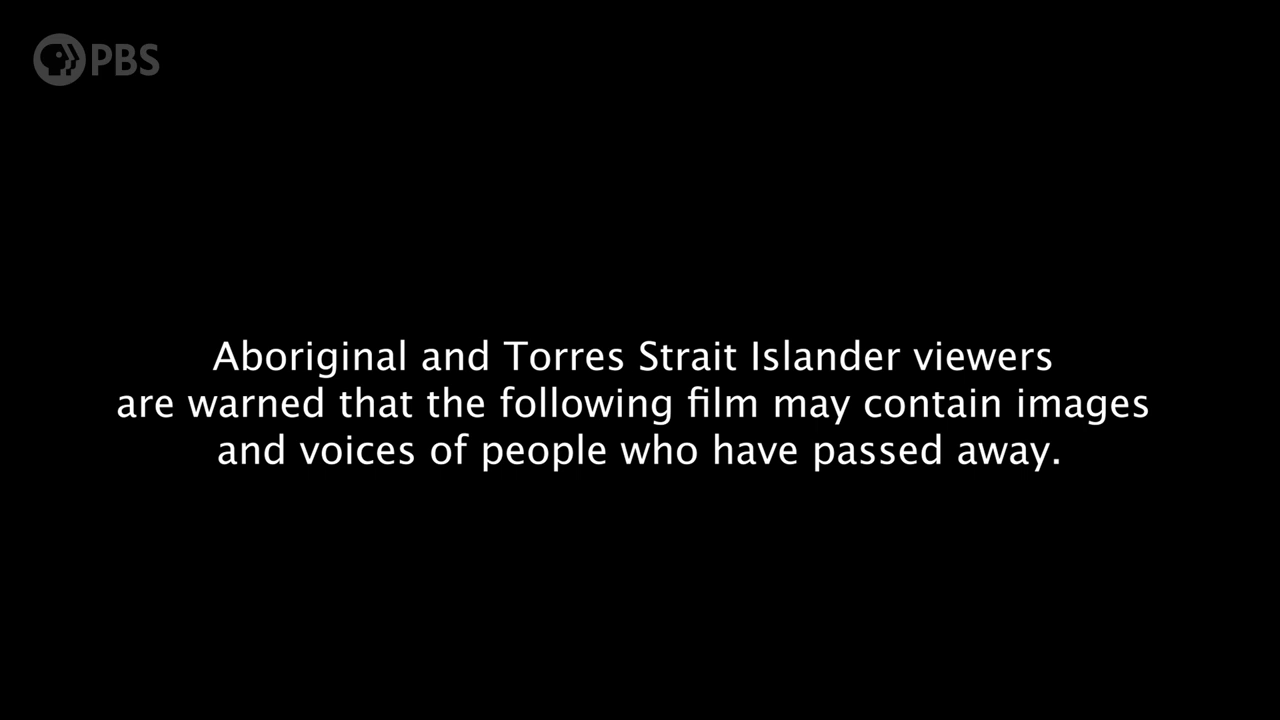 PBS
Aboriginal and Torres Strait Islander viewers
are warned that the following film may contain images
and voices of people who have passed away.